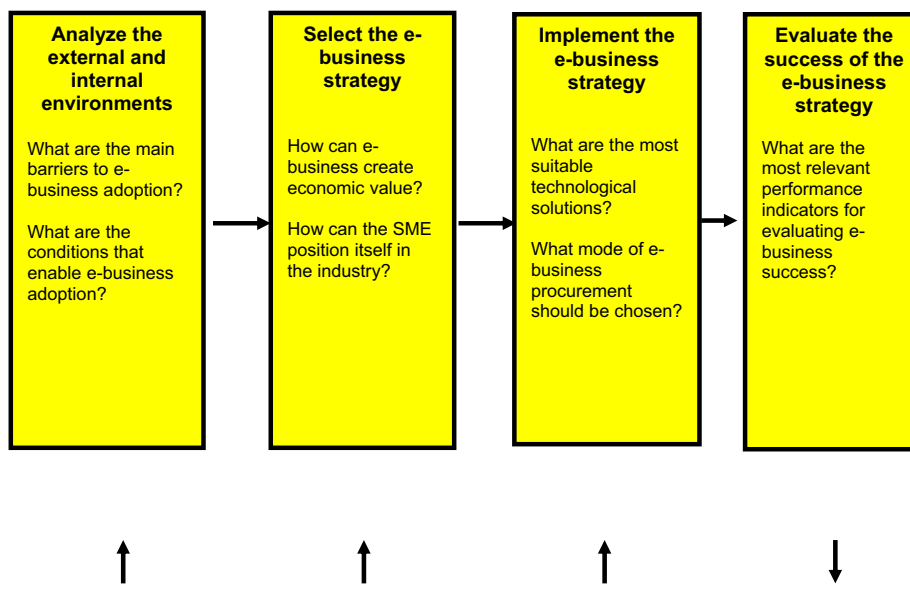 Analyze the
external and
internal
environments
What are the main
barriers to e-
business adoption?
What are the
conditions that
enable e-business
adoption?
Select the e-
business
strategy
How can e-
business create
economic value?
How can the SME
position itself in
the industry?
Implement the
e-business
strategy
What are the most
suitable
technological
solutions?
What mode of e-
business
procurement
should be chosen?
Evaluate the
success of the
e-business
strategy
What are the
most relevant
performance
indicators for
evaluating e-
business
success?